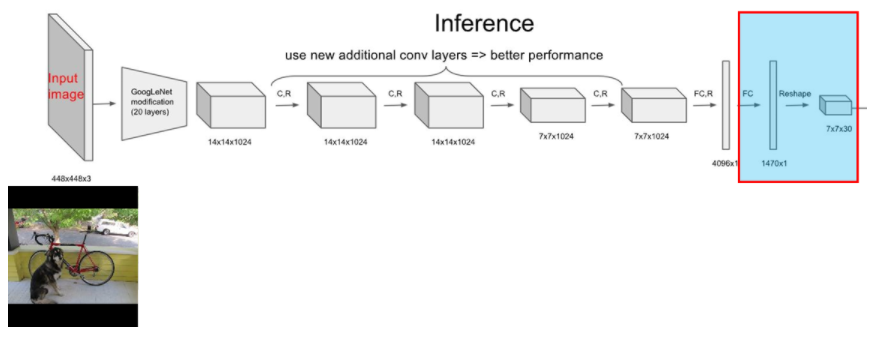 Inference
use new additional conv layers => better performance
Input
image
GoogLeNet
modification
(20 layers)
C,R
C,R
C,R
C,R
FC,R
FC
Reshape
448x448x3
14x14x1024
14x14x1024
14x14x1024
7x7x1024
7x7x1024
4096x1
1470x1
7x7x30